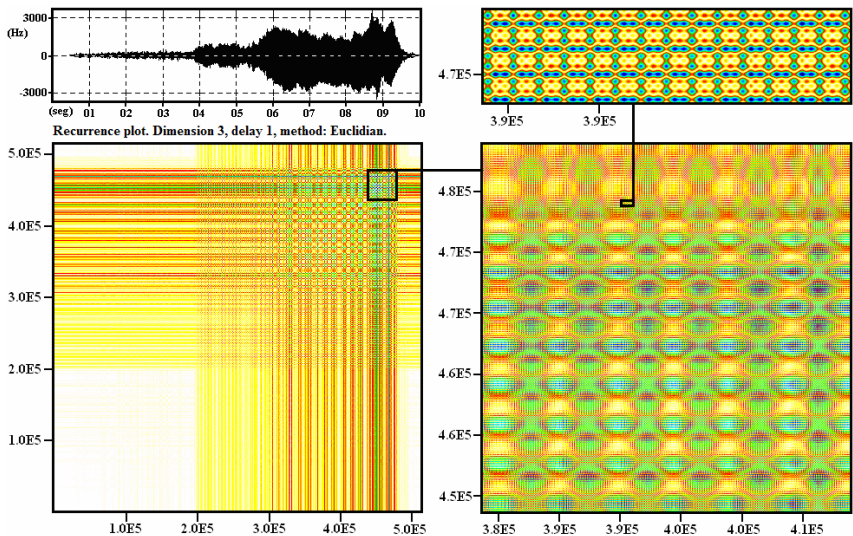 3000
(Hz)
0
-3000
(seg) 01 02 03 04 05 06 07 08 09 10
4.7E5
3.9E5 3.9E5
Recurrence plot. Dimension 3, delay 1, method: Euclidian.
5.0E5
4.0E5
3.0E5
2.0E5
1.0E5
1.0E5 2.0E5 3.0E5 4.0E5 5.0E5
4.8E5
4.7E5
4.7E5
4.6E5
4.6E5
4.5E5
3.8E5 3.9E5 3.9E5 4.0E5 4.0E5 4.1E5